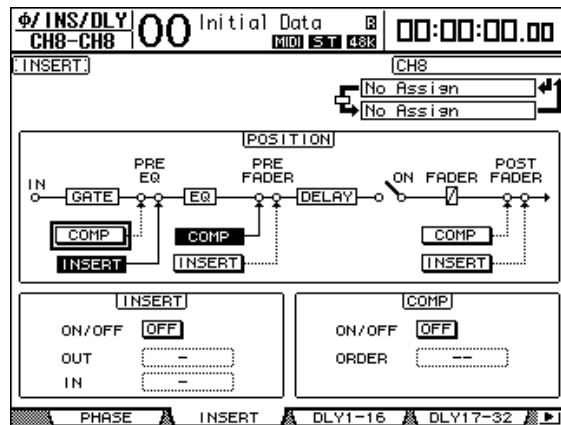 φ/INS/DLY 00 Initial Data
CH8-CH8 MIDI ST 48K 00:00:00.00
INSERT CH8
No Assign
No Assign
POSITION
PRE EQ PRE FADER ON FADER POST FADER
IN GATE EQ DELAY
COMP COMP COMP
INSERT INSERT INSERT
INSERT COMP
ON/OFF OFF ON/OFF OFF
OUT - ORDER --
IN -
PHASE INSERT DLY1-16 DLY17-32